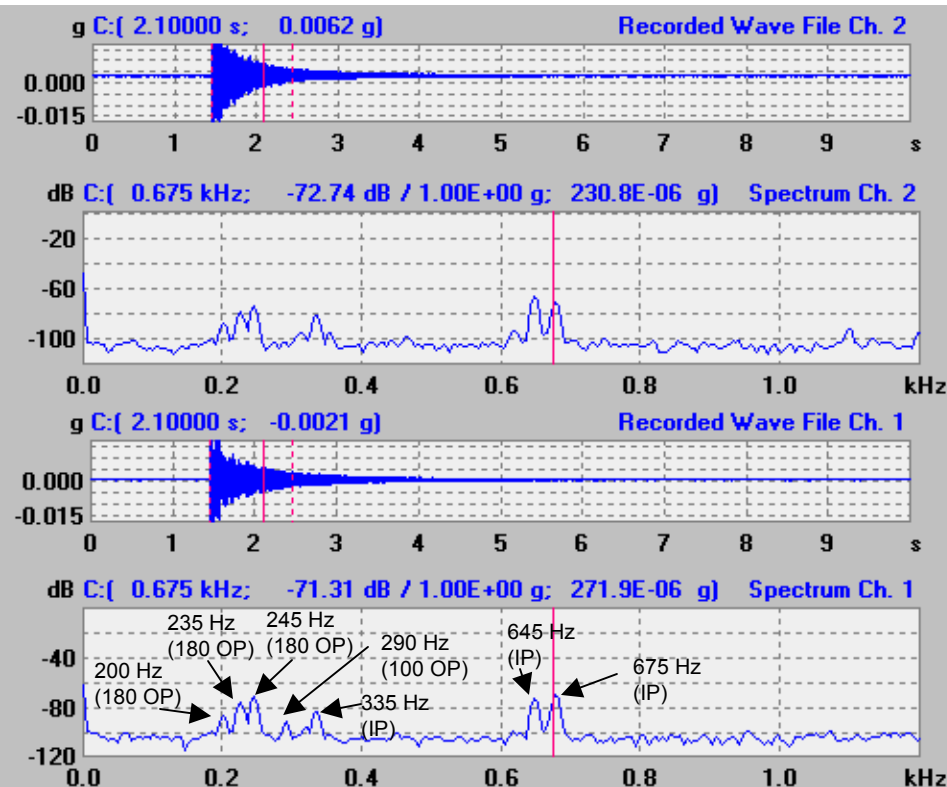 g C:( 2.10000 s; 0.0062 g) Recorded Wave File Ch. 2
0.000
-0.015
0 1 2 3 4 5 6 7 8 9 s
dB C:( 0.675 kHz; -72.74 dB / 1.00E+00 g; 230.8E-06 g) Spectrum Ch. 2
-20
-60
-100
0.0 0.2 0.4 0.6 0.8 1.0 kHz
g C:( 2.10000 s; -0.0021 g) Recorded Wave File Ch. 1
0.000
-0.015
0 1 2 3 4 5 6 7 8 9 s
dB C:( 0.675 kHz; -71.31 dB / 1.00E+00 g; 271.9E-06 g) Spectrum Ch. 1
235 Hz
(180 OP)
245 Hz
(180 OP)
290 Hz
(100 OP)
645 Hz
(IP)
675 Hz
(IP)
200 Hz
(180 OP)
335 Hz
(IP)
-40
-80
-120
0.0 0.2 0.4 0.6 0.8 1.0 kHz